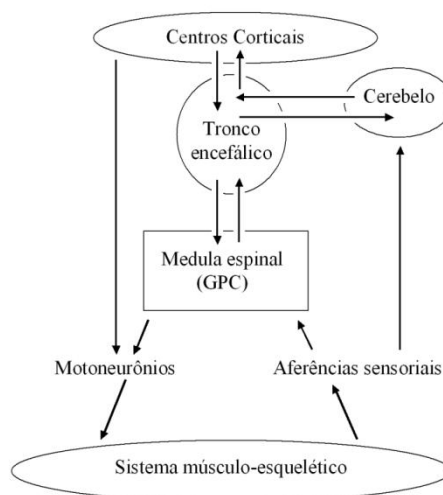 Centros Corticais
Cerebelo
Tronco
encefálico
Medula espinal
(GPC)
Motoneurônios
Aferências sensoriais
Sistema músculo-esquelético